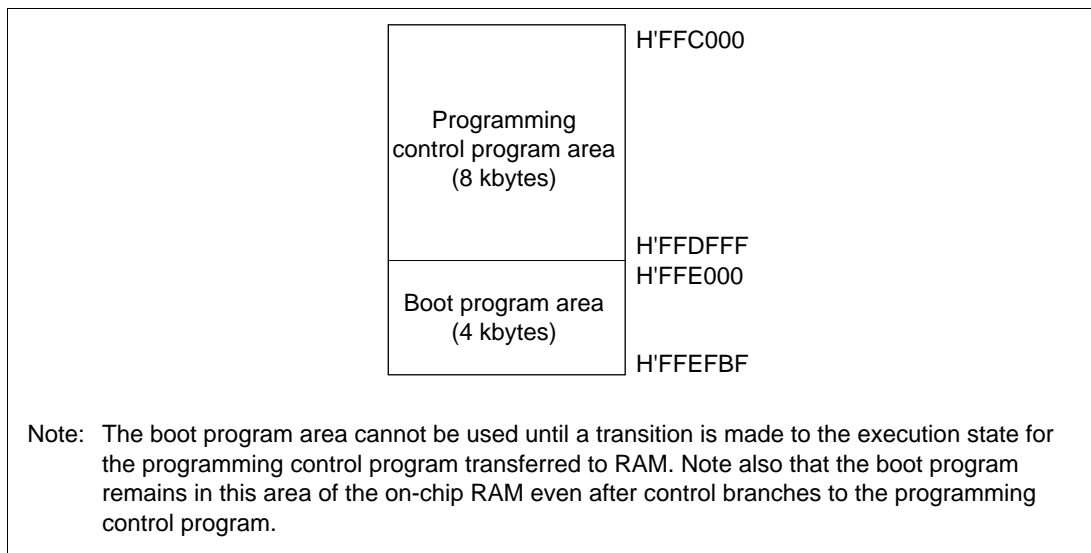 H'FFC000
Programming
control program area
(8 kbytes)
H'FFDFFF
H'FFE000
Boot program area
(4 kbytes)
H'FFEFBF
Note: The boot program area cannot be used until a transition is made to the execution state for
the programming control program transferred to RAM. Note also that the boot program
remains in this area of the on-chip RAM even after control branches to the programming
control program.